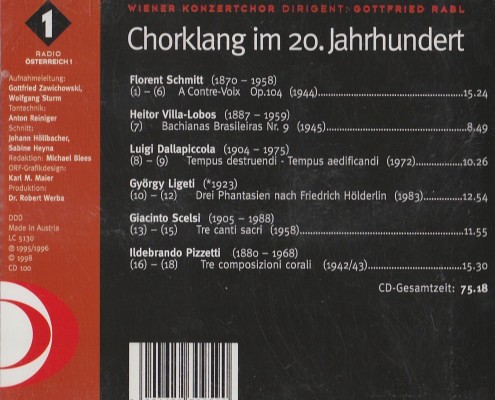 WIENER KONZERTCHOR DIRIGENT: GOTTFRIED RABL
Chorklang im 20. Jahrhundert
1
RADIO
ÖSTERREICH 1
Aufnahmeleitung:
Gottfried Zawichowski,
Wolfgang Sturm
Tontechnik:
Anton Reiniger
Schnitt:
Johann Höllbacher,
Sabine Heyna
Redaktion: Michael Blees
ORF-Grafikdesign:
Karl M. Maier
Produktion:
Dr. Robert Werba
DDD
Made in Austria
LC 5130
Ⓟ1995/1996
© 1998
CD 100
Florent Schmitt (1870 – 1958)
(1) – (6) A Contre-Voix Op.104 (1944)....................15.24
Heitor Villa-Lobos (1887 – 1959)
(7) Bachianas Brasileiras Nr. 9 (1945)....................8.49
Luigi Dallapiccola (1904 – 1975)
(8) – (9) Tempus destruendi - Tempus aedificandi (1972)..........10.26
György Ligeti (*1923)
(10) – (12) Drei Phantasien nach Friedrich Hölderlin (1983)..........12.54
Giacinto Scelsi (1905 – 1988)
(13) – (15) Tre canti sacri (1958)....................11.55
Ildebrando Pizzetti (1880 – 1968)
(16) – (18) Tre composizioni corali (1942/43)....................15.30
CD-Gesamtzeit: 75.18